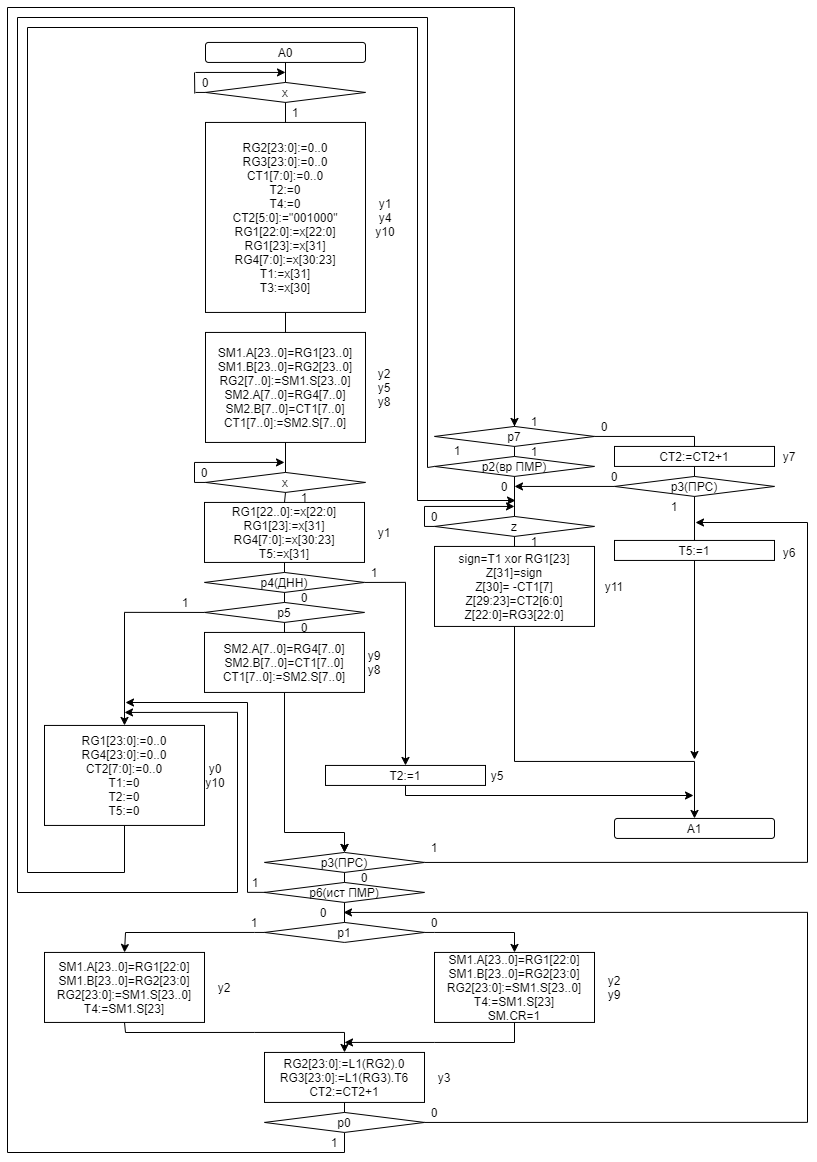 A0
0
x
1
RG2[23:0]:=0..0
RG3[23:0]:=0..0
CT1[7:0]:=0..0
T2:=0
T4:=0
CT2[5:0]:="001000"
RG1[22:0]:=x[22:0]
RG1[23]:=x[31]
RG4[7:0]:=x[30:23]
T1:=x[31]
T3:=x[30]
y1
y4
y10
SM1.A[23..0]=RG1[23..0]
SM1.B[23..0]=RG2[23..0]
RG2[7..0]:=SM1.S[23..0]
SM2.A[7..0]=RG4[7..0]
SM2.B[7..0]=CT1[7..0]
CT1[7..0]:=SM2.S[7..0]
y2
y5
y8
0
x
1
RG1[22..0]:=x[22:0]
RG1[23]:=x[31]
RG4[7:0]:=x[30:23]
T5:=x[31]
y1
p4(ДНН)
1
0
1
p5
0
SM2.A[7..0]=RG4[7..0]
SM2.B[7..0]=CT1[7..0]
CT1[7..0]:=SM2.S[7..0]
y9
y8
RG1[23:0]:=0..0
RG4[23:0]:=0..0
CT2[7:0]:=0..0
T1:=0
T2:=0
T5:=0
y0
y10
T2:=1
y5
1
p7
0
1
p2(вр ПМР)
0
CT2:=CT2+1
y7
0
p3(ПРС)
1
T5:=1
y6
0
z
1
sign=T1 xor RG1[23]
Z[31]=sign
Z[30]= -CT1[7]
Z[29:23]=CT2[6:0]
Z[22:0]=RG3[22:0]
y11
A1
p3(ПРС)
1
0
1
p6(ист ПМР)
0
1
p1
0
SM1.A[23..0]=RG1[22:0]
SM1.B[23..0]=RG2[23:0]
RG2[23:0]:=SM1.S[23..0]
T4:=SM1.S[23]
y2
SM1.A[23..0]=RG1[22:0]
SM1.B[23..0]=RG2[23:0]
RG2[23:0]:=SM1.S[23..0]
T4:=SM1.S[23]
SM.CR=1
y2
y9
RG2[23:0]:=L1(RG2).0
RG3[23:0]:=L1(RG3).T6
CT2:=CT2+1
y3
p0
0
1